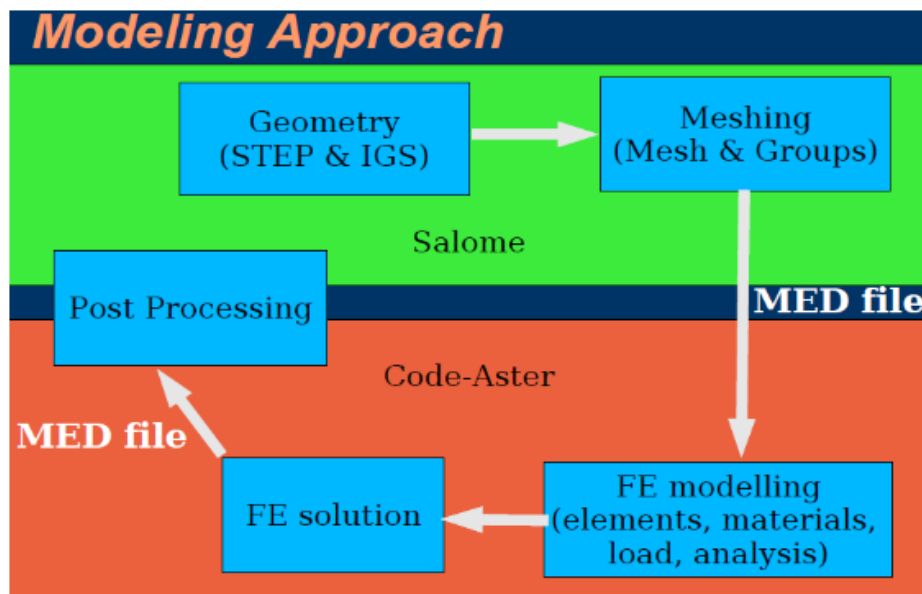 Modeling Approach
Geometry
(STEP & IGS)
Meshing
(Mesh & Groups)
Salome
Post Processing
MED file
Code-Aster
MED file
FE solution
FE modelling
(elements, materials,
load, analysis)